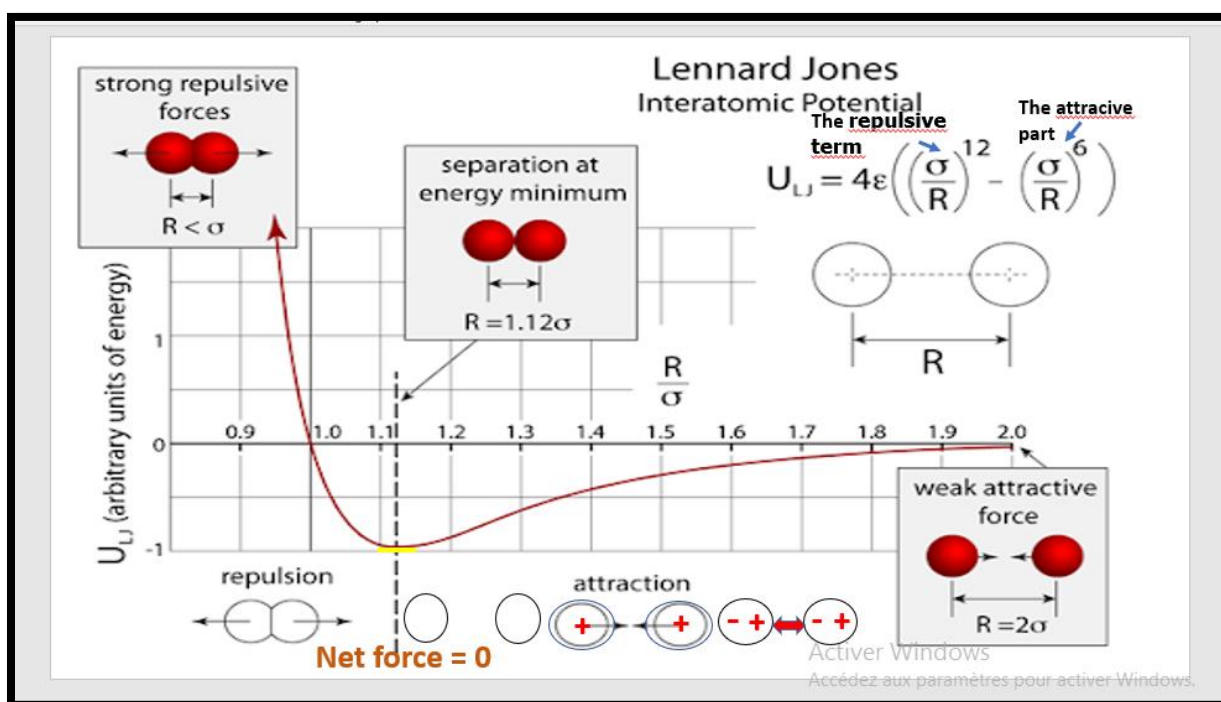 Lennard Jones
Interatomic Potential
The repulsive
term
The attracive
part
U_LJ = 4ε((σ/R)^12 − (σ/R)^6)
strong repulsive
forces
R < σ
separation at
energy minimum
R =1.12σ
R
R/σ
U_LJ (arbitrary units of energy)
1
0
-1
0.9 1.0 1.1 1.2 1.3 1.4 1.5 1.6 1.7 1.8 1.9 2.0
weak attractive
force
R =2σ
repulsion
attraction
+ + - + - +
Net force = 0
Activer Windows
Accédez aux paramètres pour activer Windows.